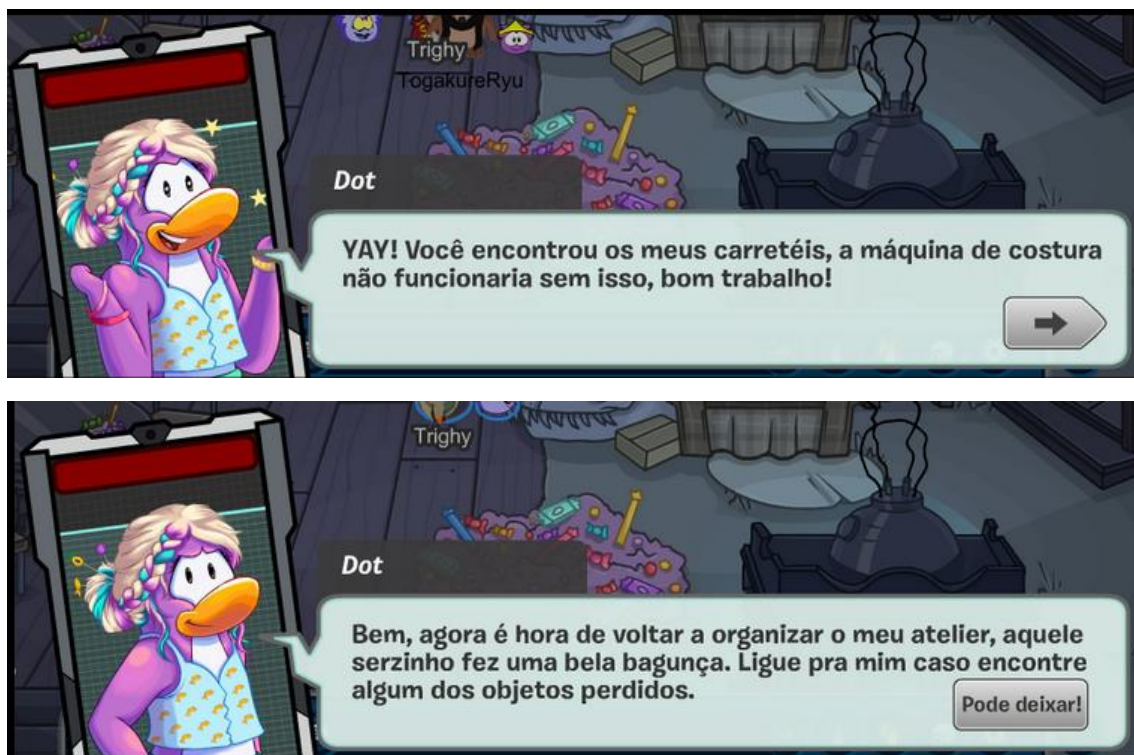 Trighy
TogakureRyu
Dot
YAY! Você encontrou os meus carretéis, a máquina de costura
não funcionaria sem isso, bom trabalho!
Trighy
Dot
Bem, agora é hora de voltar a organizar o meu atelier, aquele
serzinho fez uma bela bagunça. Ligue pra mim caso encontre
algum dos objetos perdidos.
Pode deixar!